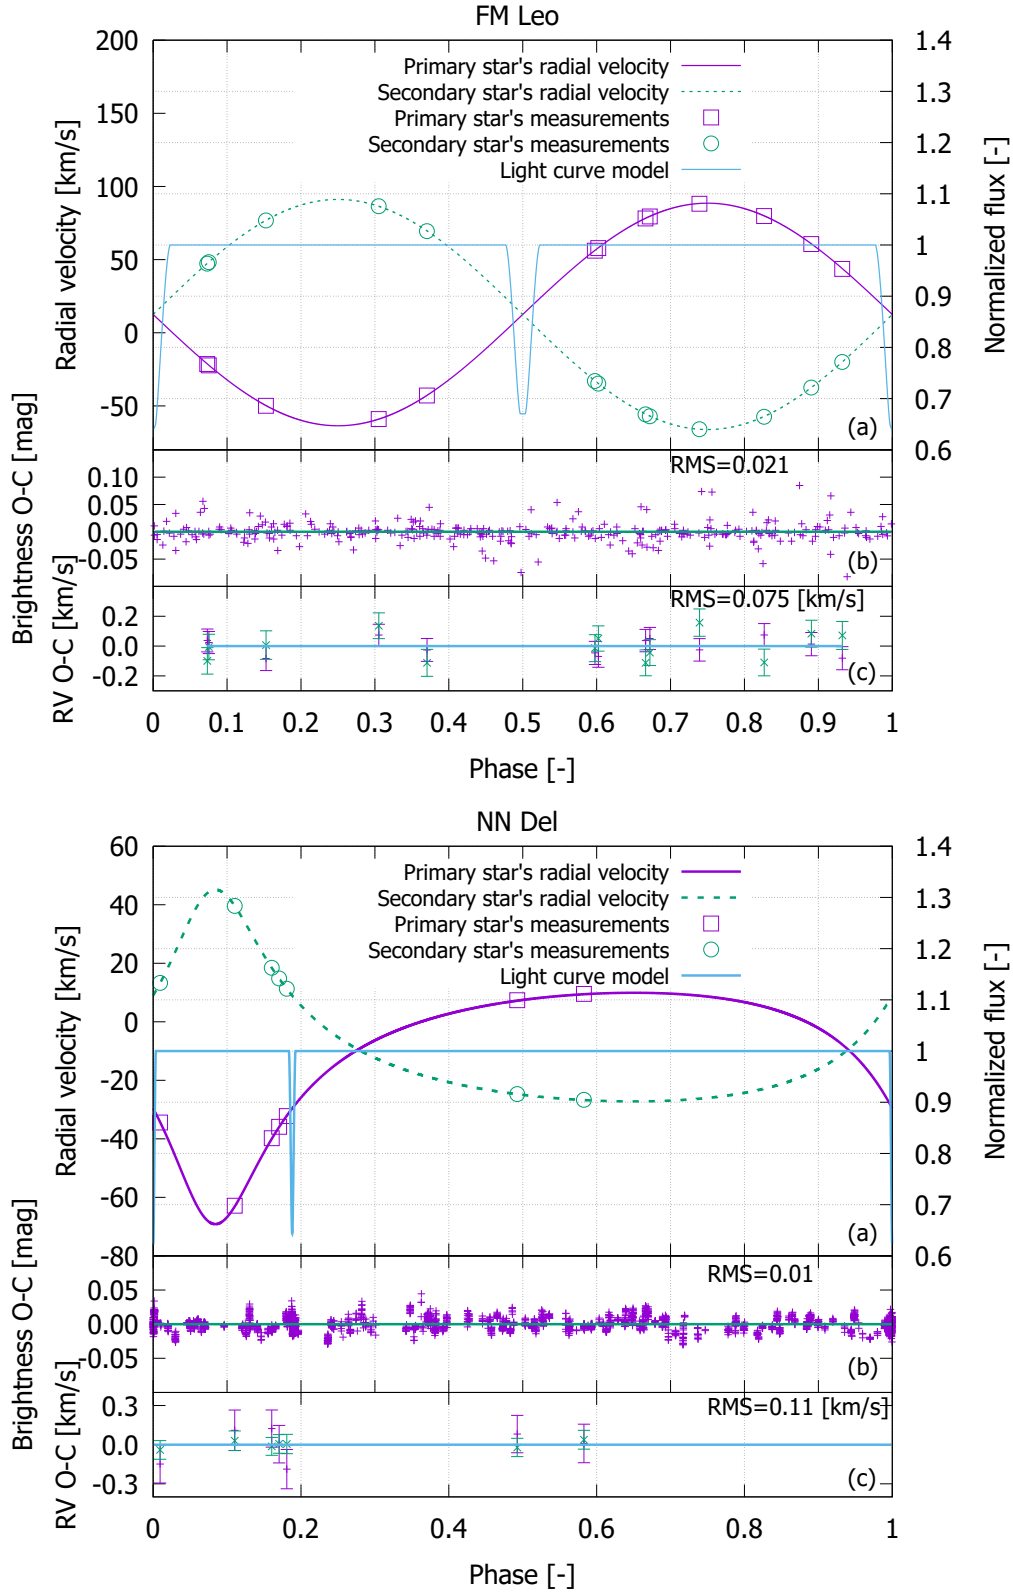 FM Leo
200
150
100
50
0
-50
Radial velocity [km/s]
1.4
1.3
1.2
1.1
1
0.9
0.8
0.7
0.6
Normalized flux [-]
Primary star's radial velocity
Secondary star's radial velocity
Primary star's measurements
Secondary star's measurements
Light curve model
(a)
Brightness O-C [mag]
0.10
0.05
0.00
-0.05
RMS=0.021
(b)
RV O-C [km/s]
0.2
0.0
-0.2
RMS=0.075 [km/s]
(c)
0 0.1 0.2 0.3 0.4 0.5 0.6 0.7 0.8 0.9 1
Phase [-]
NN Del
60
40
20
0
-20
-40
-60
-80
Radial velocity [km/s]
1.4
1.3
1.2
1.1
1
0.9
0.8
0.7
0.6
Normalized flux [-]
Primary star's radial velocity
Secondary star's radial velocity
Primary star's measurements
Secondary star's measurements
Light curve model
(a)
Brightness O-C [mag]
0.05
0.00
-0.05
RMS=0.01
(b)
RV O-C [km/s]
0.3
0.0
-0.3
RMS=0.11 [km/s]
(c)
0 0.2 0.4 0.6 0.8 1
Phase [-]